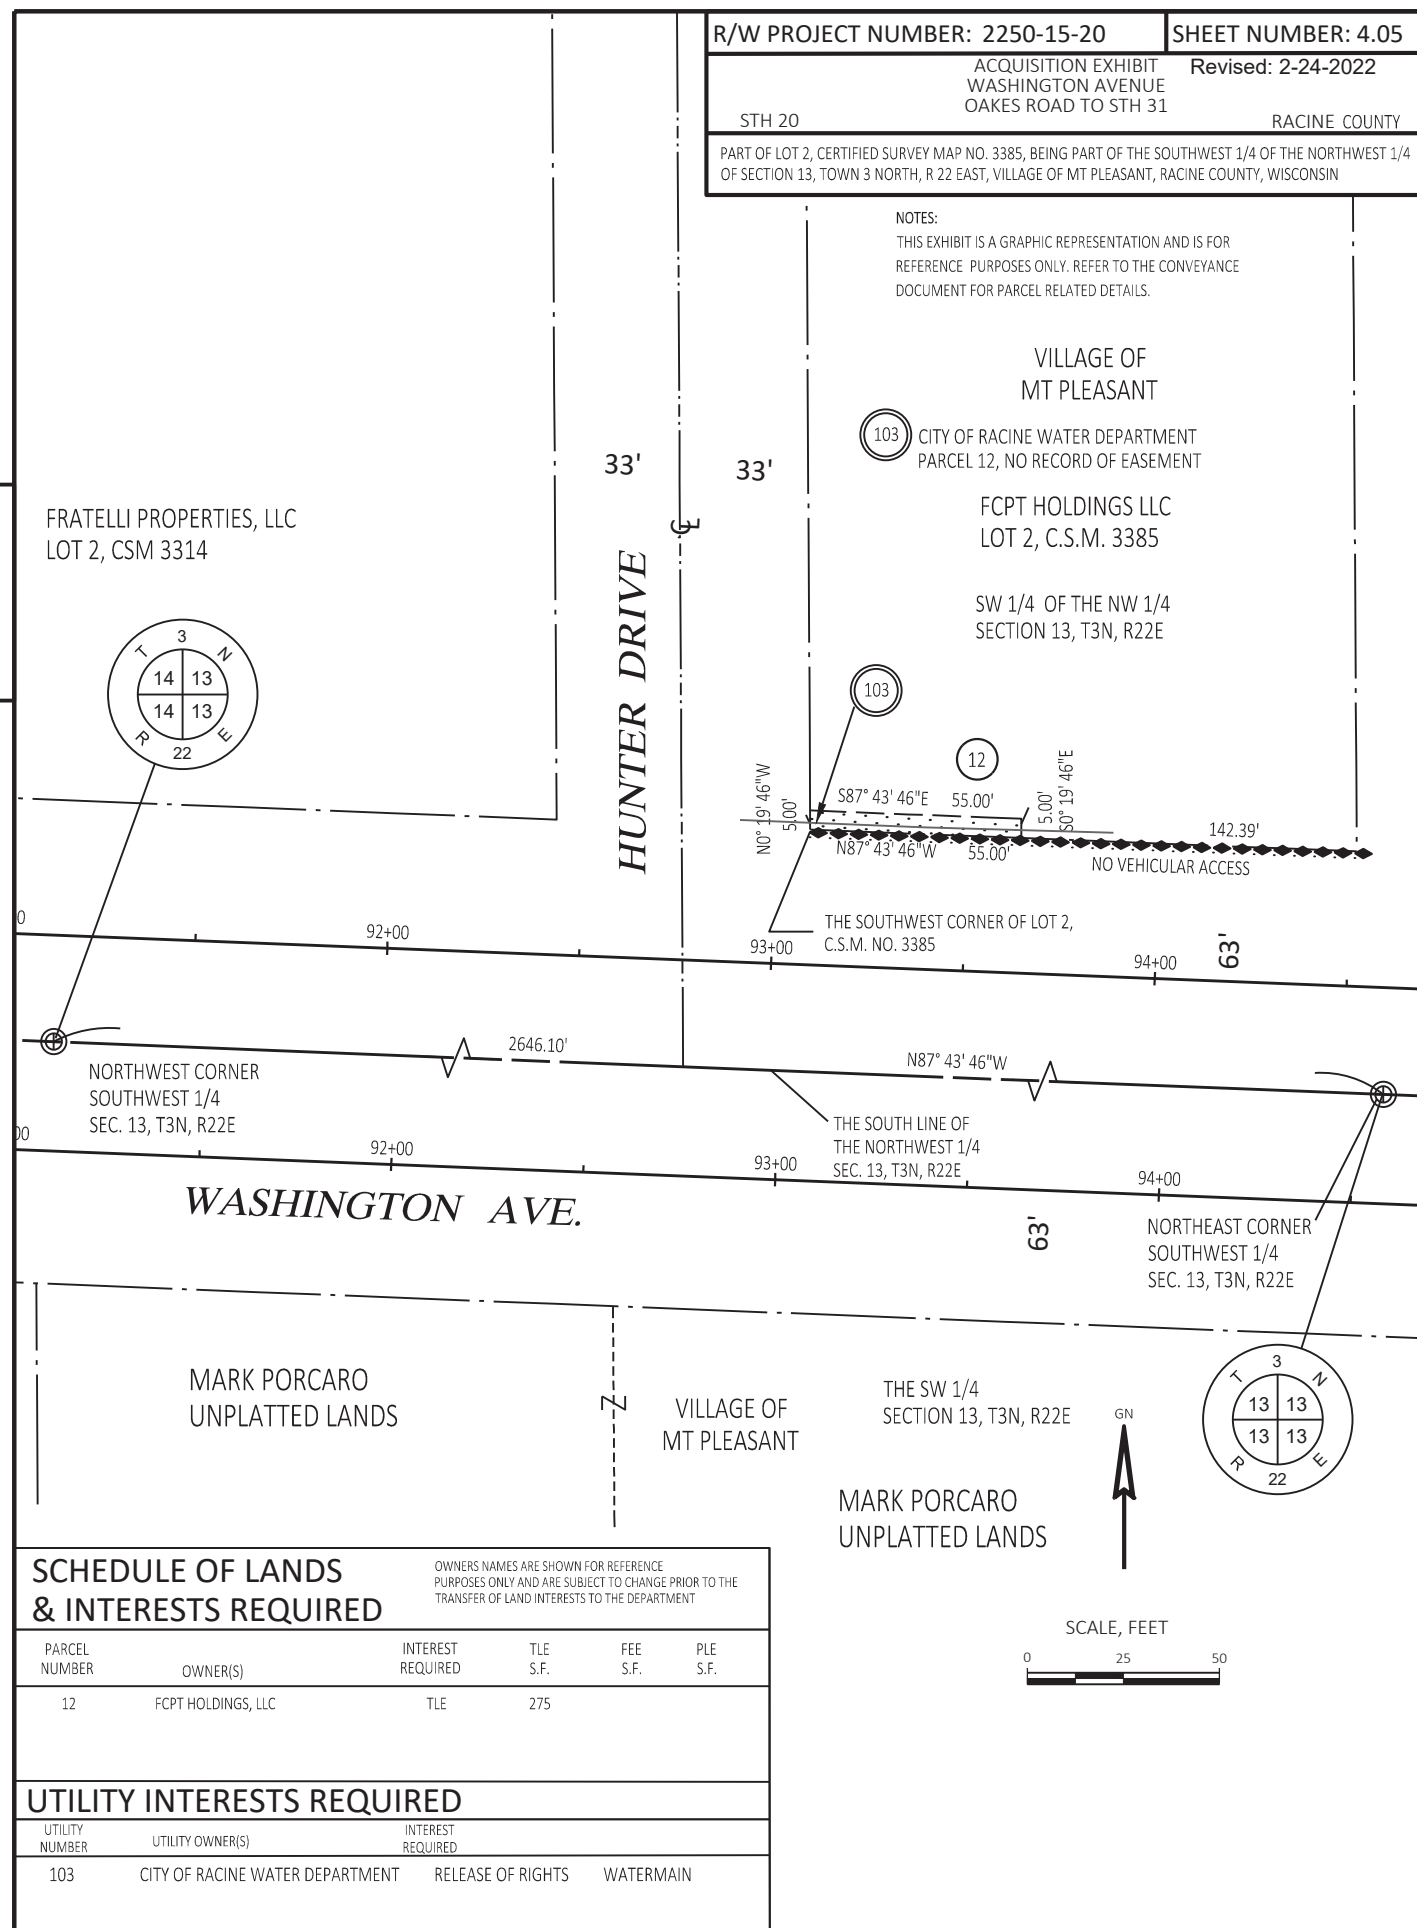 R/W PROJECT NUMBER: 2250-15-20
SHEET NUMBER: 4.05
ACQUISITION EXHIBIT
Revised: 2-24-2022
WASHINGTON AVENUE
OAKES ROAD TO STH 31
STH 20
RACINE COUNTY
PART OF LOT 2, CERTIFIED SURVEY MAP NO. 3385, BEING PART OF THE SOUTHWEST 1/4 OF THE NORTHWEST 1/4
OF SECTION 13, TOWN 3 NORTH, R 22 EAST, VILLAGE OF MT PLEASANT, RACINE COUNTY, WISCONSIN
NOTES:
THIS EXHIBIT IS A GRAPHIC REPRESENTATION AND IS FOR
REFERENCE PURPOSES ONLY. REFER TO THE CONVEYANCE
DOCUMENT FOR PARCEL RELATED DETAILS.
VILLAGE OF
MT PLEASANT
103
CITY OF RACINE WATER DEPARTMENT
PARCEL 12, NO RECORD OF EASEMENT
33'
33'
FCPT HOLDINGS LLC
LOT 2, C.S.M. 3385
FRATELLI PROPERTIES, LLC
LOT 2, CSM 3314
CL
HUNTER DRIVE
SW 1/4 OF THE NW 1/4
SECTION 13, T3N, R22E
3
T N
14 13
14 13
R E
22
103
12
N0° 19' 46"W
5.00'
S87° 43' 46"E 55.00'
5.00'
S0° 19' 46"E
N87° 43' 46"W 55.00'
142.39'
NO VEHICULAR ACCESS
THE SOUTHWEST CORNER OF LOT 2,
C.S.M. NO. 3385
0
92+00
93+00
94+00
63'
2646.10'
N87° 43' 46"W
NORTHWEST CORNER
SOUTHWEST 1/4
SEC. 13, T3N, R22E
THE SOUTH LINE OF
THE NORTHWEST 1/4
SEC. 13, T3N, R22E
00
92+00
93+00
94+00
WASHINGTON AVE.
63'
NORTHEAST CORNER
SOUTHWEST 1/4
SEC. 13, T3N, R22E
MARK PORCARO
UNPLATTED LANDS
Z
VILLAGE OF
MT PLEASANT
THE SW 1/4
SECTION 13, T3N, R22E
GN
3
T N
13 13
13 13
R E
22
MARK PORCARO
UNPLATTED LANDS
SCALE, FEET
0 25 50
SCHEDULE OF LANDS
& INTERESTS REQUIRED
OWNERS NAMES ARE SHOWN FOR REFERENCE
PURPOSES ONLY AND ARE SUBJECT TO CHANGE PRIOR TO THE
TRANSFER OF LAND INTERESTS TO THE DEPARTMENT
PARCEL
NUMBER
OWNER(S)
INTEREST
REQUIRED
TLE
S.F.
FEE
S.F.
PLE
S.F.
12 FCPT HOLDINGS, LLC TLE 275
UTILITY INTERESTS REQUIRED
UTILITY
NUMBER
UTILITY OWNER(S)
INTEREST
REQUIRED
103 CITY OF RACINE WATER DEPARTMENT RELEASE OF RIGHTS WATERMAIN